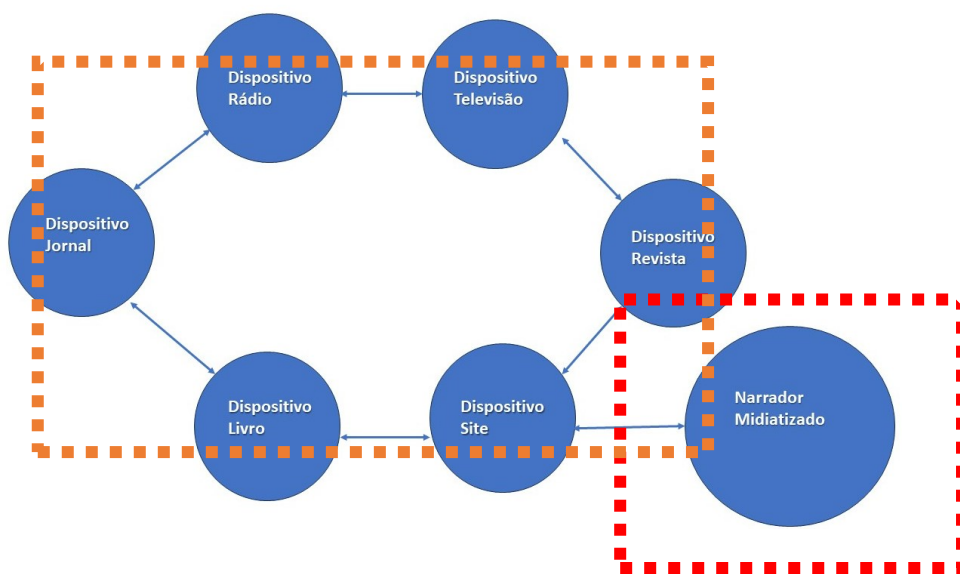 Dispositivo
Rádio
Dispositivo
Televisão
Dispositivo
Jornal
Dispositivo
Revista
Dispositivo
Livro
Dispositivo
Site
Narrador
Midiatizado